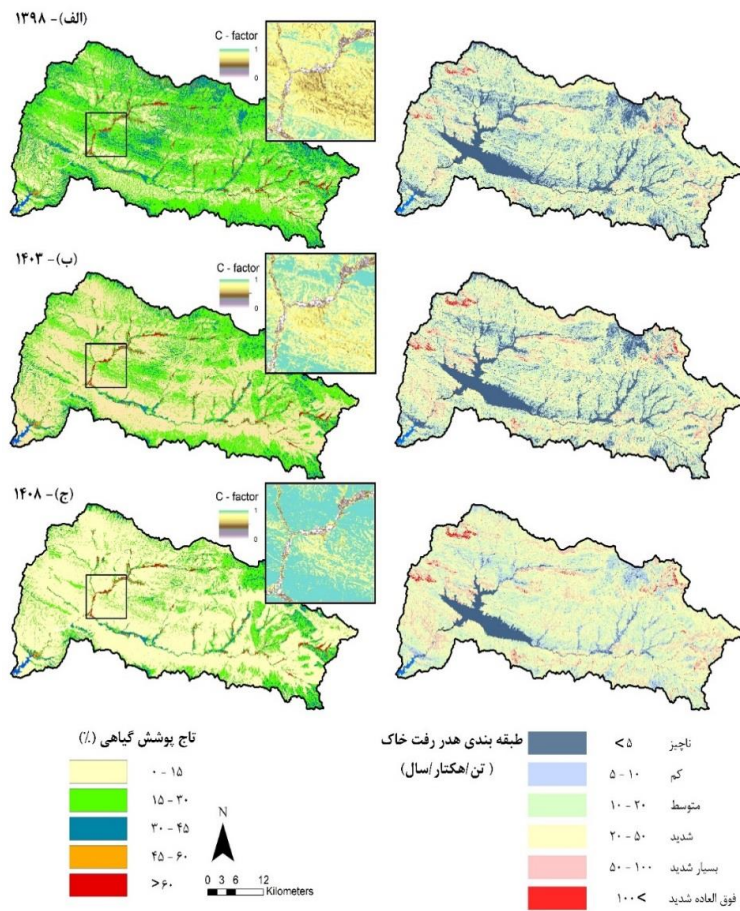 (الف)- ۱۳۹۸
C - factor
1
0
(ب)- ۱۴۰۳
C - factor
1
0
(ج)- ۱۴۰۸
C - factor
1
0
تاج پوشش گیاهی (%)
۰ - ۱۵
۱۵ - ۳۰
۳۰ - ۴۵
۴۵ - ۶۰
>۶۰
N
0 3 6 12
Kilometers
طبقه بندی هدر رفت خاک
( تن/هکتار/سال)
ناچیز <۵
کم ۵ - ۱۰
متوسط ۱۰ - ۲۰
شدید ۲۰ - ۵۰
بسیار شدید ۵۰ - ۱۰۰
فوق العاده شدید >۱۰۰